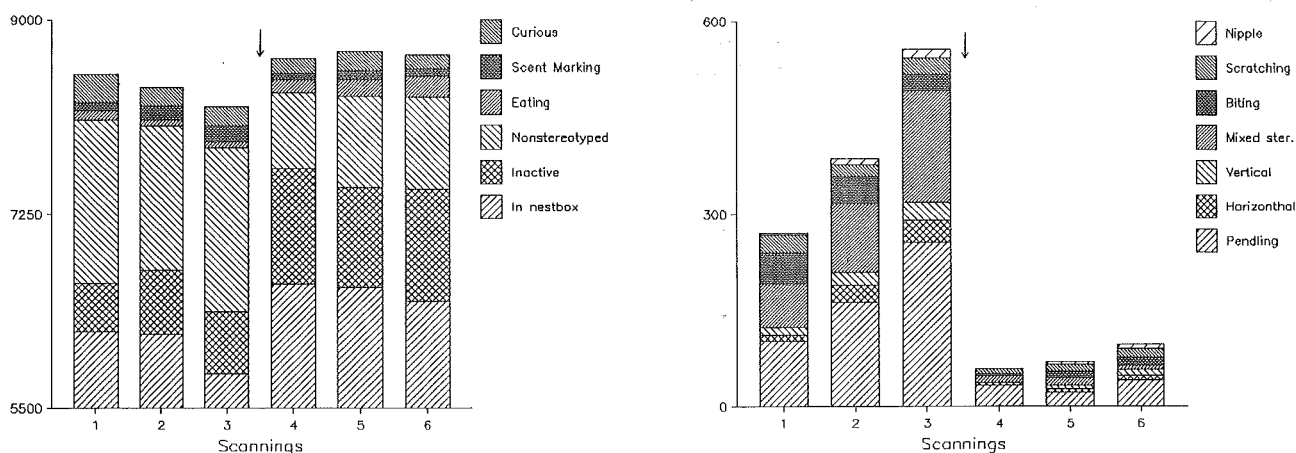 9000
7250
5500
1 2 3 4 5 6
Scannings
Curious
Scent Marking
Eating
Nonstereotyped
Inactive
In nestbox
600
300
0
1 2 3 4 5 6
Scannings
Nipple
Scratching
Biting
Mixed ster.
Vertical
Horizonthal
Pendling